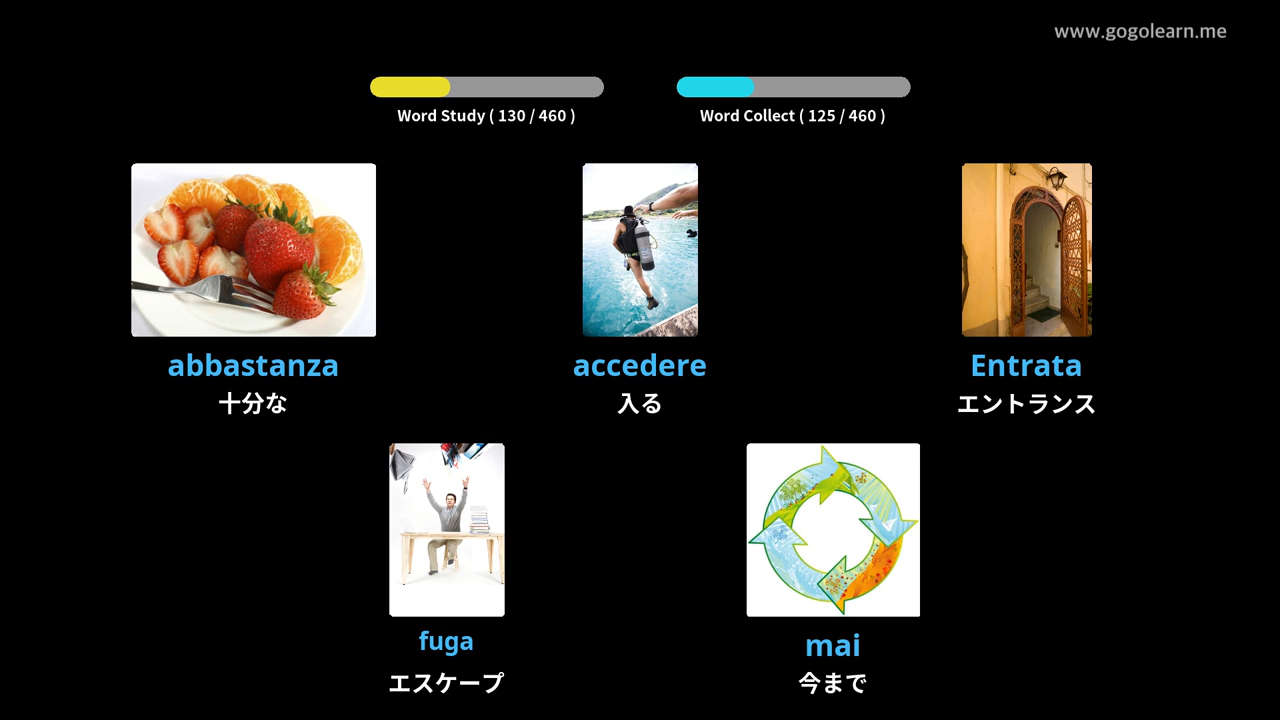 www.gogolearn.me
Word Study ( 130 / 460 )
Word Collect ( 125 / 460 )
abbastanza
十分な
accedere
入る
Entrata
エントランス
fuga
エスケープ
mai
今まで